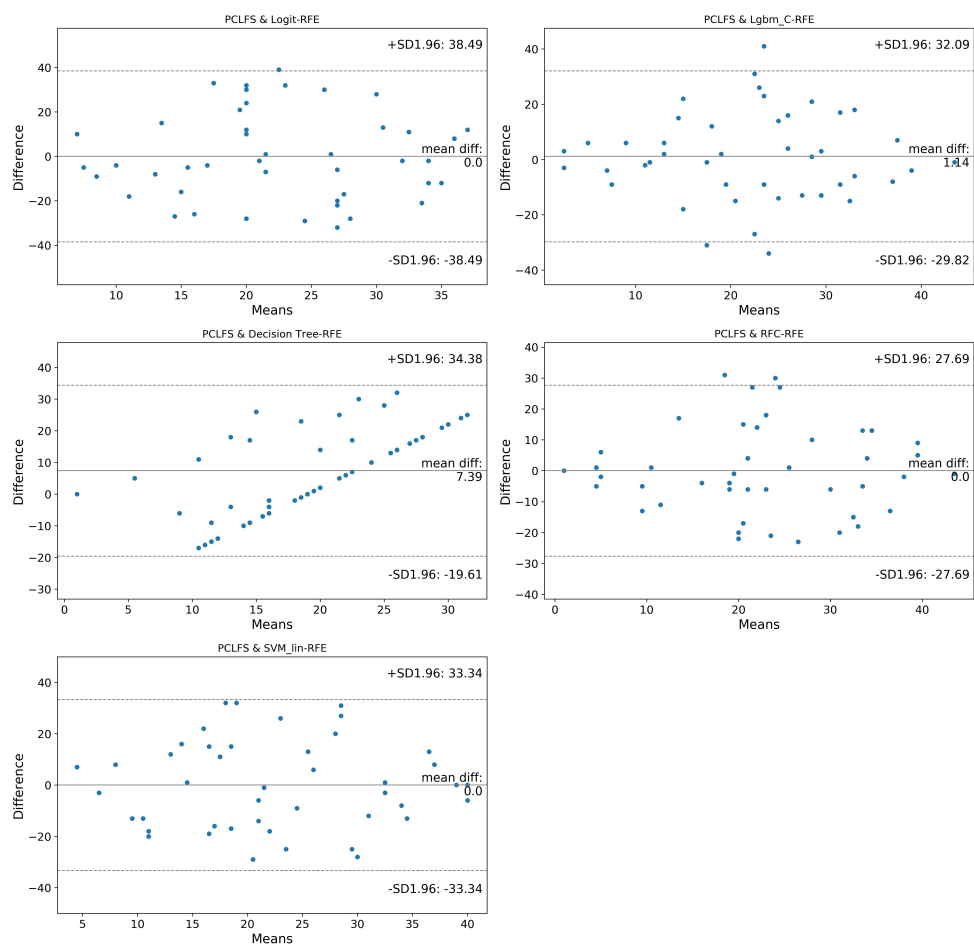 PCLFS & Logit-RFE
+SD1.96: 38.49
40
20
0
−20
−40
Difference
mean diff:
0.0
-SD1.96: -38.49
10
15
20
25
30
35
Means
PCLFS & Lgbm_C-RFE
+SD1.96: 32.09
40
20
0
−20
−40
Difference
mean diff:
1.14
-SD1.96: -29.82
10
20
30
40
Means
PCLFS & Decision Tree-RFE
+SD1.96: 34.38
40
30
20
10
0
−10
−20
−30
Difference
mean diff:
7.39
-SD1.96: -19.61
0
5
10
15
20
25
30
Means
PCLFS & RFC-RFE
+SD1.96: 27.69
40
30
20
10
0
−10
−20
−30
−40
Difference
mean diff:
0.0
-SD1.96: -27.69
0
10
20
30
40
Means
PCLFS & SVM_lin-RFE
+SD1.96: 33.34
40
20
0
−20
−40
Difference
mean diff:
0.0
-SD1.96: -33.34
5
10
15
20
25
30
35
40
Means